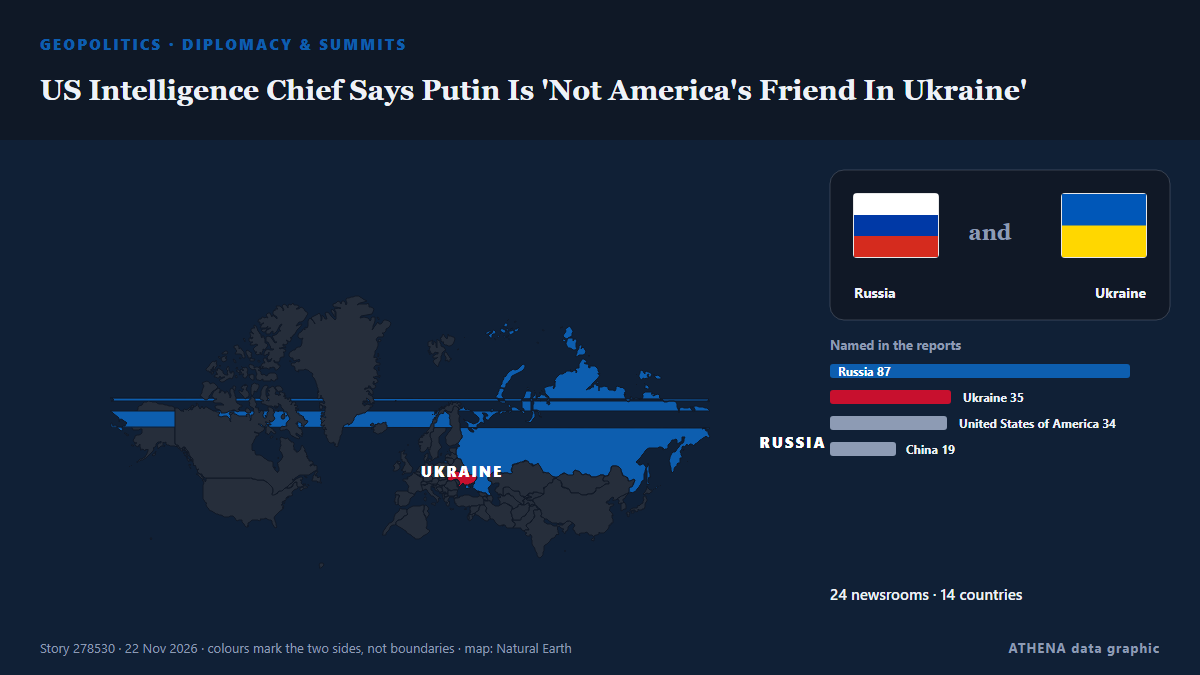 GEOPOLITICS · DIPLOMACY & SUMMITS
US Intelligence Chief Says Putin Is 'Not America's Friend In Ukraine'
and
Russia
Ukraine
Named in the reports
Russia 87
Ukraine 35
United States of America 34
China 19
RUSSIA
UKRAINE
24 newsrooms · 14 countries
Story 278530 · 22 Nov 2026 · colours mark the two sides, not boundaries · map: Natural Earth
ATHENA data graphic